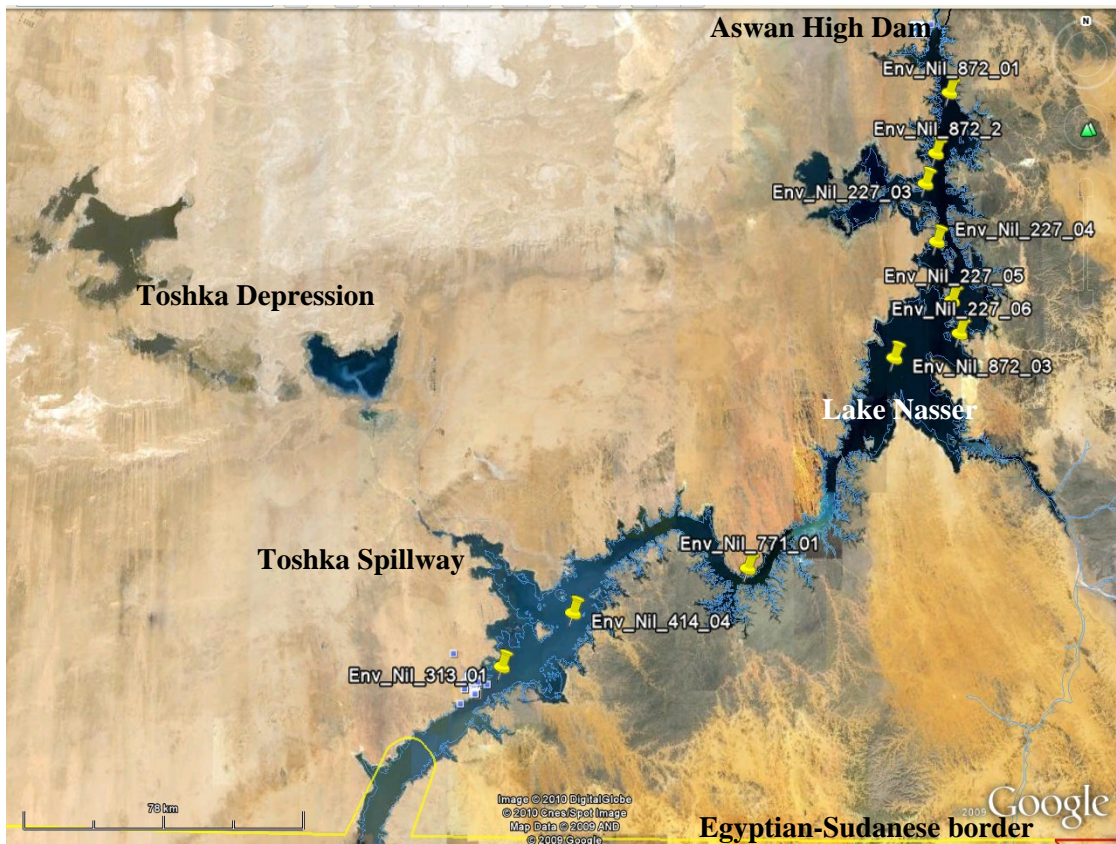 Aswan High Dam
N
Env_Nil_872_01
Env_Nil_872_2
Env_Nil_227_03
Env_Nil_227_04
Env_Nil_227_05
Toshka Depression
Env_Nil_227_06
Env_Nil_872_03
Lake Nasser
Env_Nil_771_01
Toshka Spillway
Env_Nil_414_04
Env_Nil_313_01
78 km
Image © 2010 DigitalGlobe
© 2010 Cnes/Spot Image
Map Data © 2009 AND
© 2009 Google
2009 Google
Egyptian-Sudanese border